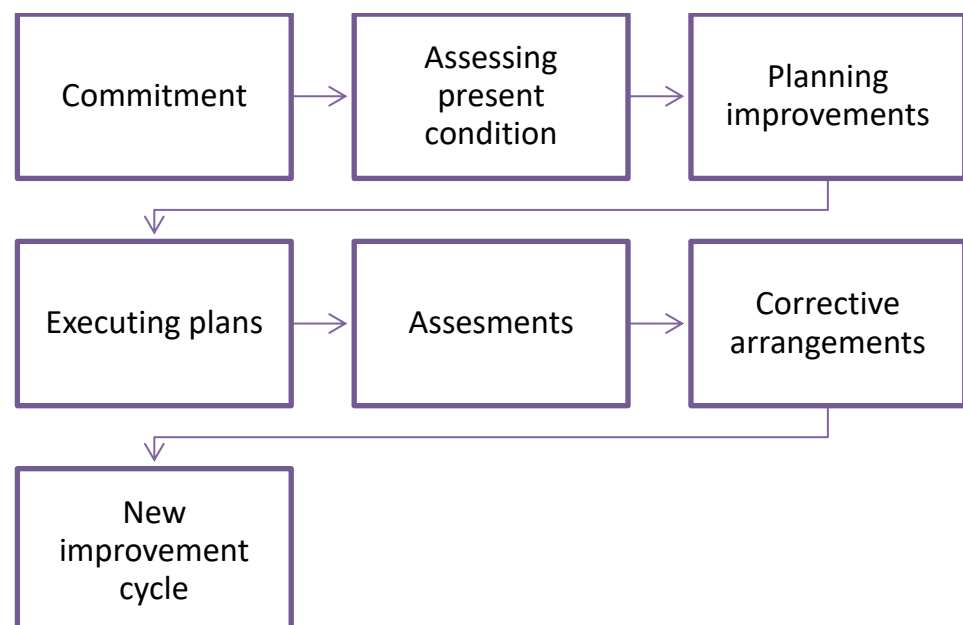 Commitment
Assessing
present
condition
Planning
improvements
Executing plans
Assesments
Corrective
arrangements
New
improvement
cycle